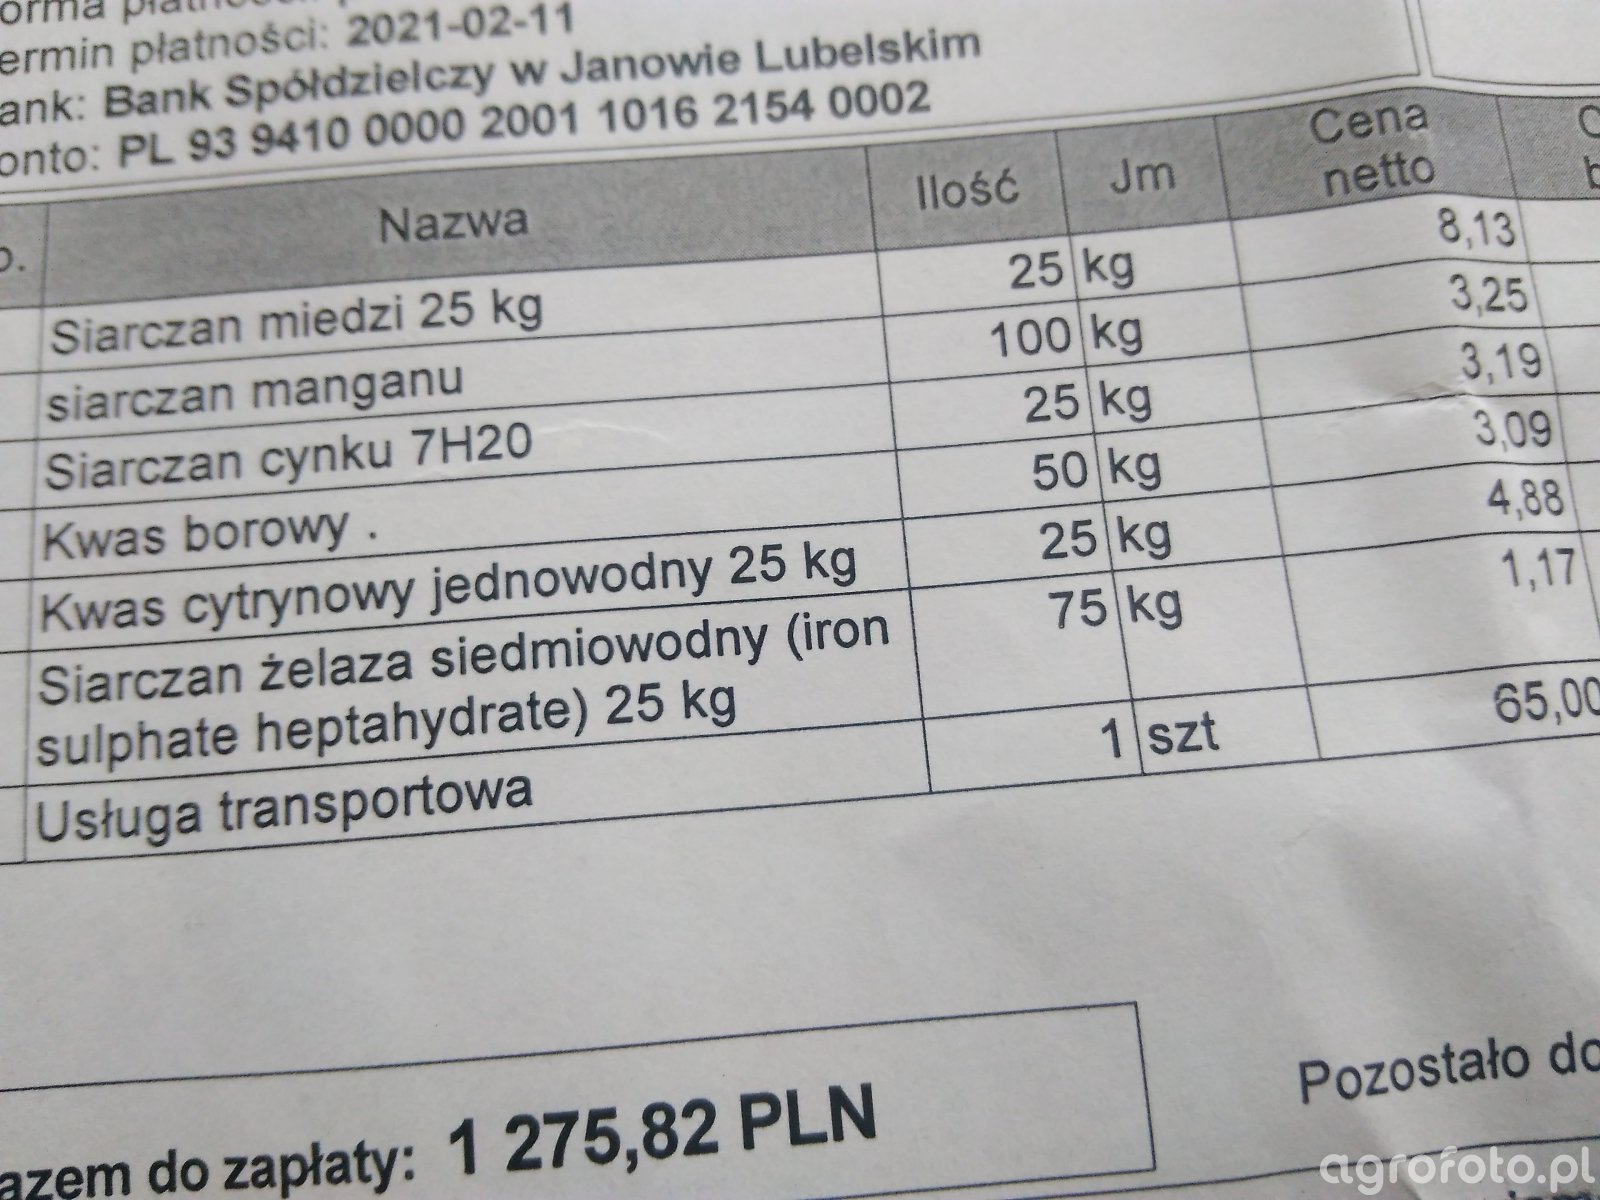 orma płatności:
ermin płatności: 2021-02-11
ank: Bank Spółdzielczy w Janowie Lubelskim
onto: PL 93 9410 0000 2001 1016 2154 0002
p. Nazwa Ilość Jm Cena netto
Siarczan miedzi 25 kg 25 kg 8,13
siarczan manganu 100 kg 3,25
Siarczan cynku 7H20 25 kg 3,19
Kwas borowy . 50 kg 3,09
Kwas cytrynowy jednowodny 25 kg 25 kg 4,88
Siarczan żelaza siedmiowodny (iron 75 kg 1,17
sulphate heptahydrate) 25 kg
Usługa transportowa 1 szt 65,00
Pozostało do
azem do zapłaty: 1 275,82 PLN
agrofoto.pl